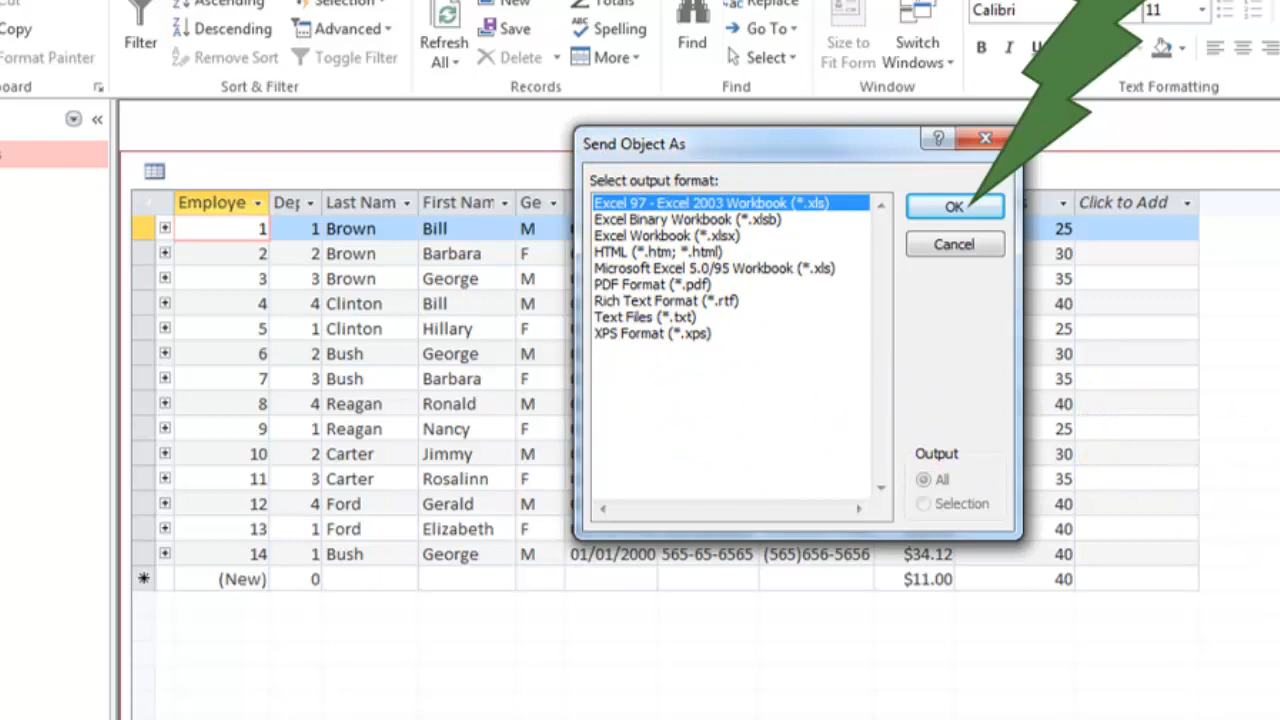 Cut
Ascending
Selection
New
Totals
Replace
Calibri
11
Copy
Filter
Descending
Advanced
Refresh
All
Save
Spelling
Find
Go To
Size to
Fit Form
Switch
Windows
B I U
Format Painter
Remove Sort
Toggle Filter
Delete
More
Select
Sort & Filter
Records
Find
Window
Text Formatting
Send Object As
Select output format:
Excel 97 - Excel 2003 Workbook (*.xls)
Excel Binary Workbook (*.xlsb)
Excel Workbook (*.xlsx)
HTML (*.htm; *.html)
Microsoft Excel 5.0/95 Workbook (*.xls)
PDF Format (*.pdf)
Rich Text Format (*.rtf)
Text Files (*.txt)
XPS Format (*.xps)
OK
Cancel
Output
All
Selection
Employe Dep Last Nam First Nam Ge Click to Add
1 1 Brown Bill M 25
2 2 Brown Barbara F 30
3 3 Brown George M 35
4 4 Clinton Bill M 40
5 1 Clinton Hillary F 25
6 2 Bush George M 30
7 3 Bush Barbara F 35
8 4 Reagan Ronald M 40
9 1 Reagan Nancy F 25
10 2 Carter Jimmy M 30
11 3 Carter Rosalinn F 35
12 4 Ford Gerald M 40
13 1 Ford Elizabeth F 40
14 1 Bush George M 01/01/2000 565-65-6565 (565)656-5656 $34.12 40
(New) 0 $11.00 40